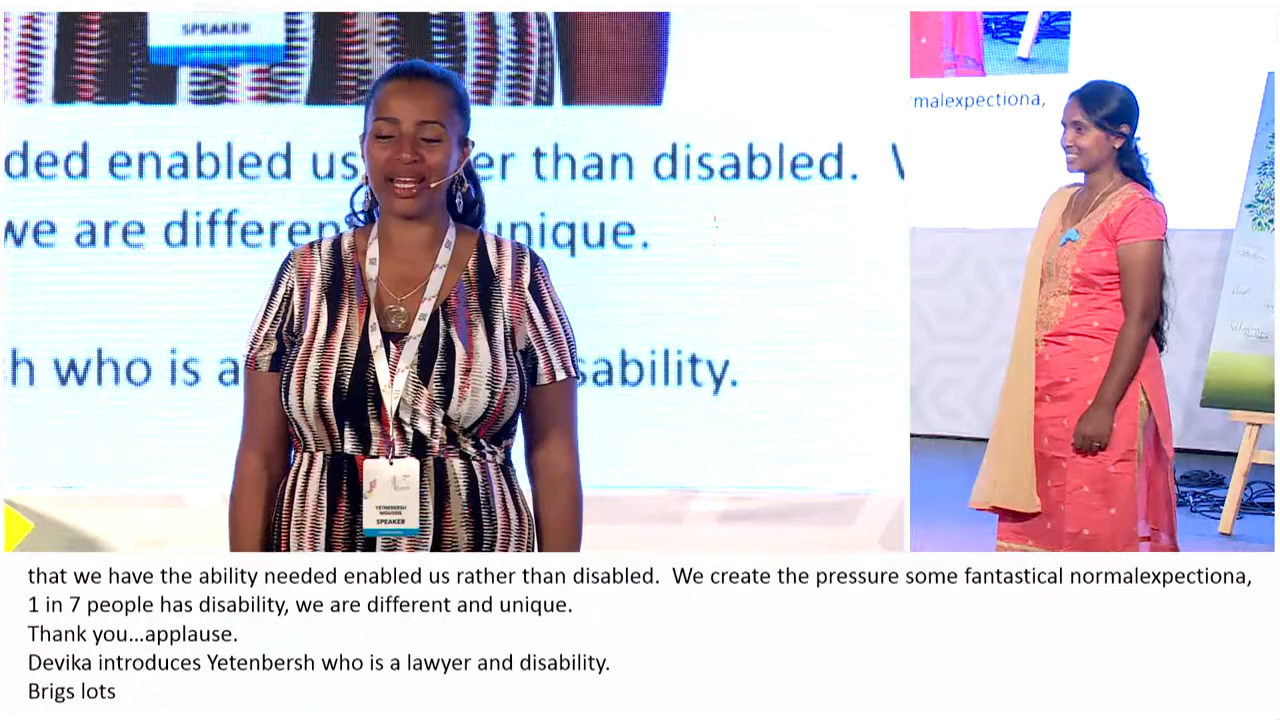 SPEAKER
ded enabled us er than disabled.
we are differen unique.
h who is a sability.
rmalexpectiona,
YETNEBERSH
NIGUSSIE
SPEAKER
that we have the ability needed enabled us rather than disabled.  We create the pressure some fantastical normalexpectiona,
1 in 7 people has disability, we are different and unique.
Thank you…applause.
Devika introduces Yetenbersh who is a lawyer and disability.
Brigs lots